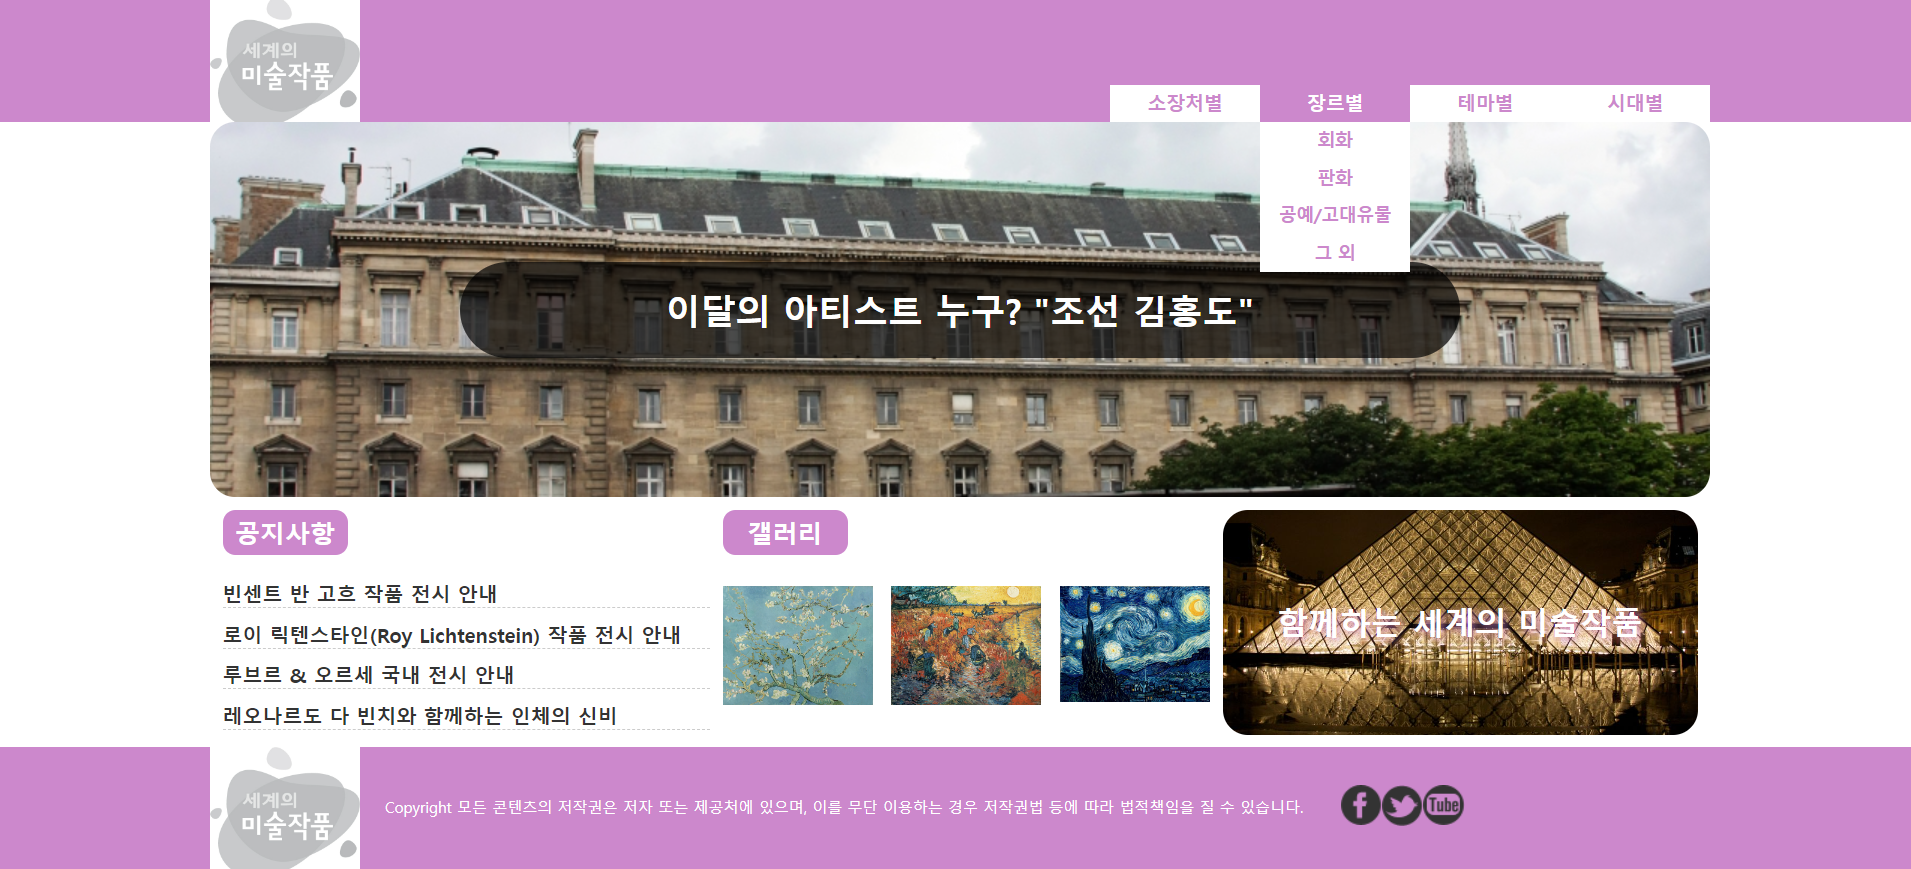 세계의
미술작품
소장처별 장르별 테마별 시대별
회화
판화
공예/고대유물
그 외
이달의 아티스트 누구? "조선 김홍도"
공지사항
빈센트 반 고흐 작품 전시 안내
로이 릭텐스타인(Roy Lichtenstein) 작품 전시 안내
루브르 & 오르세 국내 전시 안내
레오나르도 다 빈치와 함께하는 인체의 신비
갤러리
함께하는 세계의 미술작품
세계의
미술작품
Copyright 모든 콘텐츠의 저작권은 저자 또는 제공처에 있으며, 이를 무단 이용하는 경우 저작권법 등에 따라 법적책임을 질 수 있습니다.
f Tube